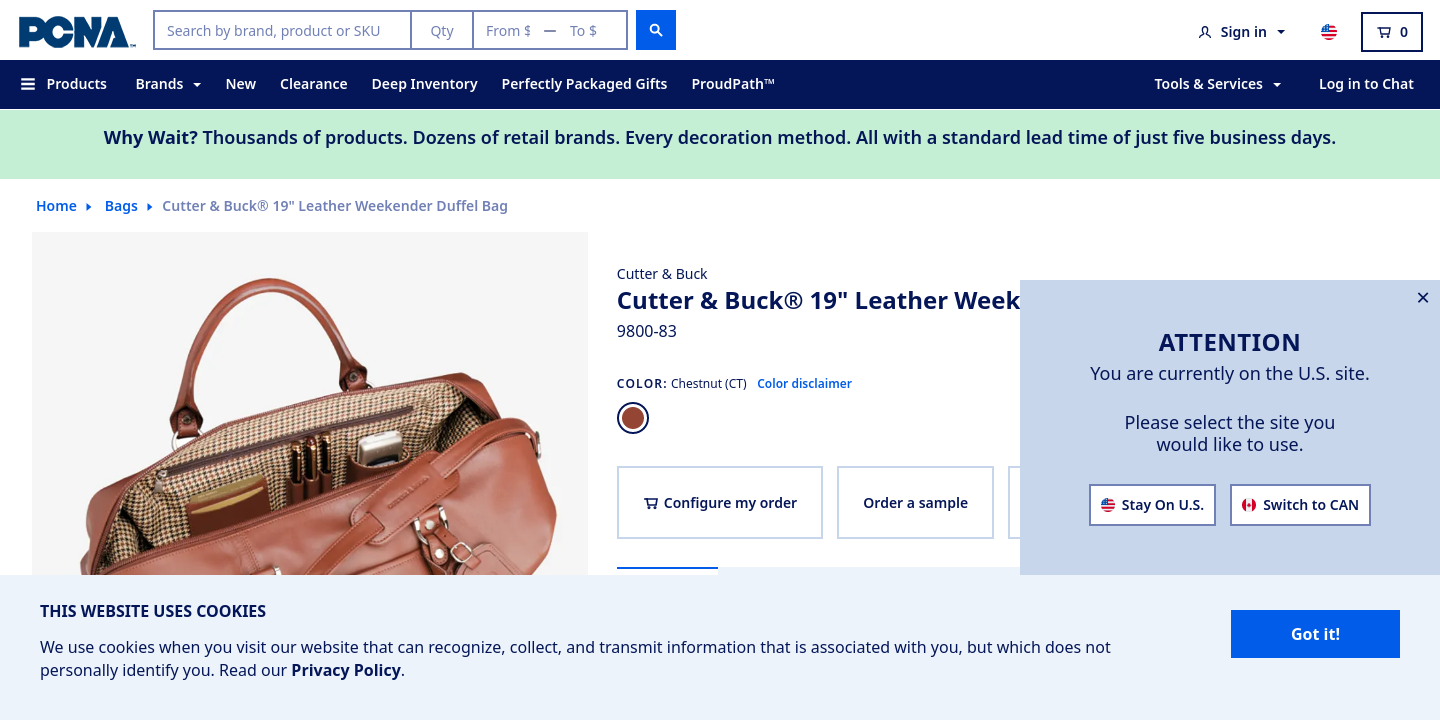 PCNA
Search by brand, product or SKU
Qty
From $ — To $
Sign in
0
Products
Brands
New
Clearance
Deep Inventory
Perfectly Packaged Gifts
ProudPath™
Tools & Services
Log in to Chat
Why Wait? Thousands of products. Dozens of retail brands. Every decoration method. All with a standard lead time of just five business days.
Home
Bags
Cutter & Buck® 19" Leather Weekender Duffel Bag
Cutter & Buck
Cutter & Buck® 19" Leather Week
9800-83
COLOR: Chestnut (CT) Color disclaimer
Configure my order
Order a sample
ATTENTION
You are currently on the U.S. site.
Please select the site you
would like to use.
Stay On U.S.
Switch to CAN
THIS WEBSITE USES COOKIES
We use cookies when you visit our website that can recognize, collect, and transmit information that is associated with you, but which does not
personally identify you. Read our Privacy Policy.
Got it!